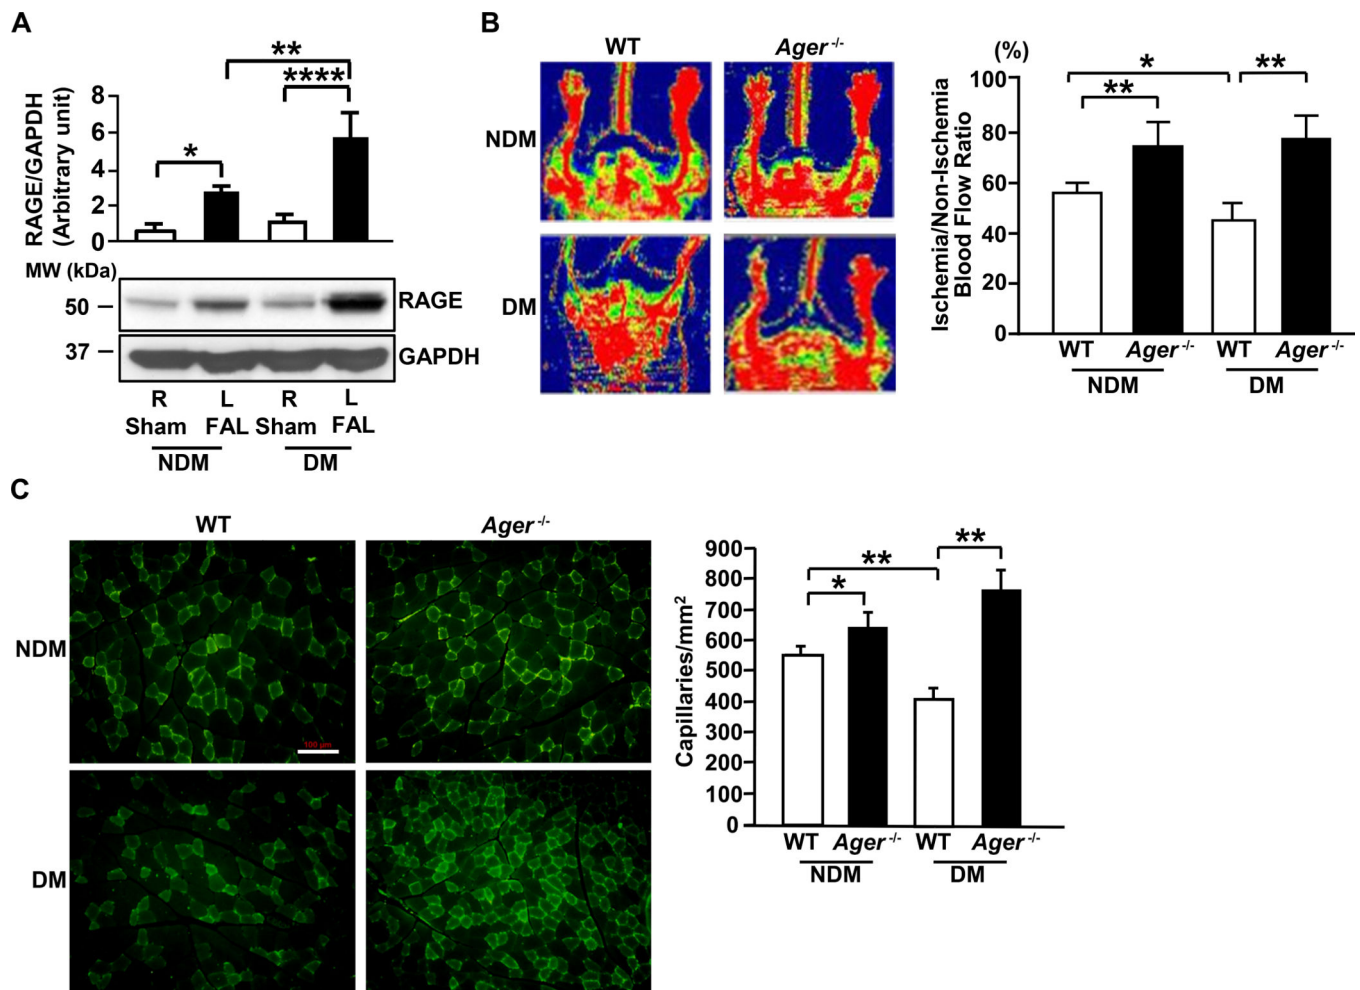 A
RAGE/GAPDH
(Arbitrary unit)
8
6
4
2
0
*
**
****
MW (kDa)
50
37
RAGE
GAPDH
R L R L
Sham FAL Sham FAL
NDM DM
B
WT Ager -/-
NDM
DM
(%)
Ischemia/Non-Ischemia
Blood Flow Ratio
100
80
60
40
20
0
*
**
**
WT Ager -/- WT Ager -/-
NDM DM
C
WT Ager -/-
NDM
DM
100 µm
Capillaries/mm²
900
800
700
600
500
400
300
200
100
0
**
**
*
WT Ager -/- WT Ager -/-
NDM DM